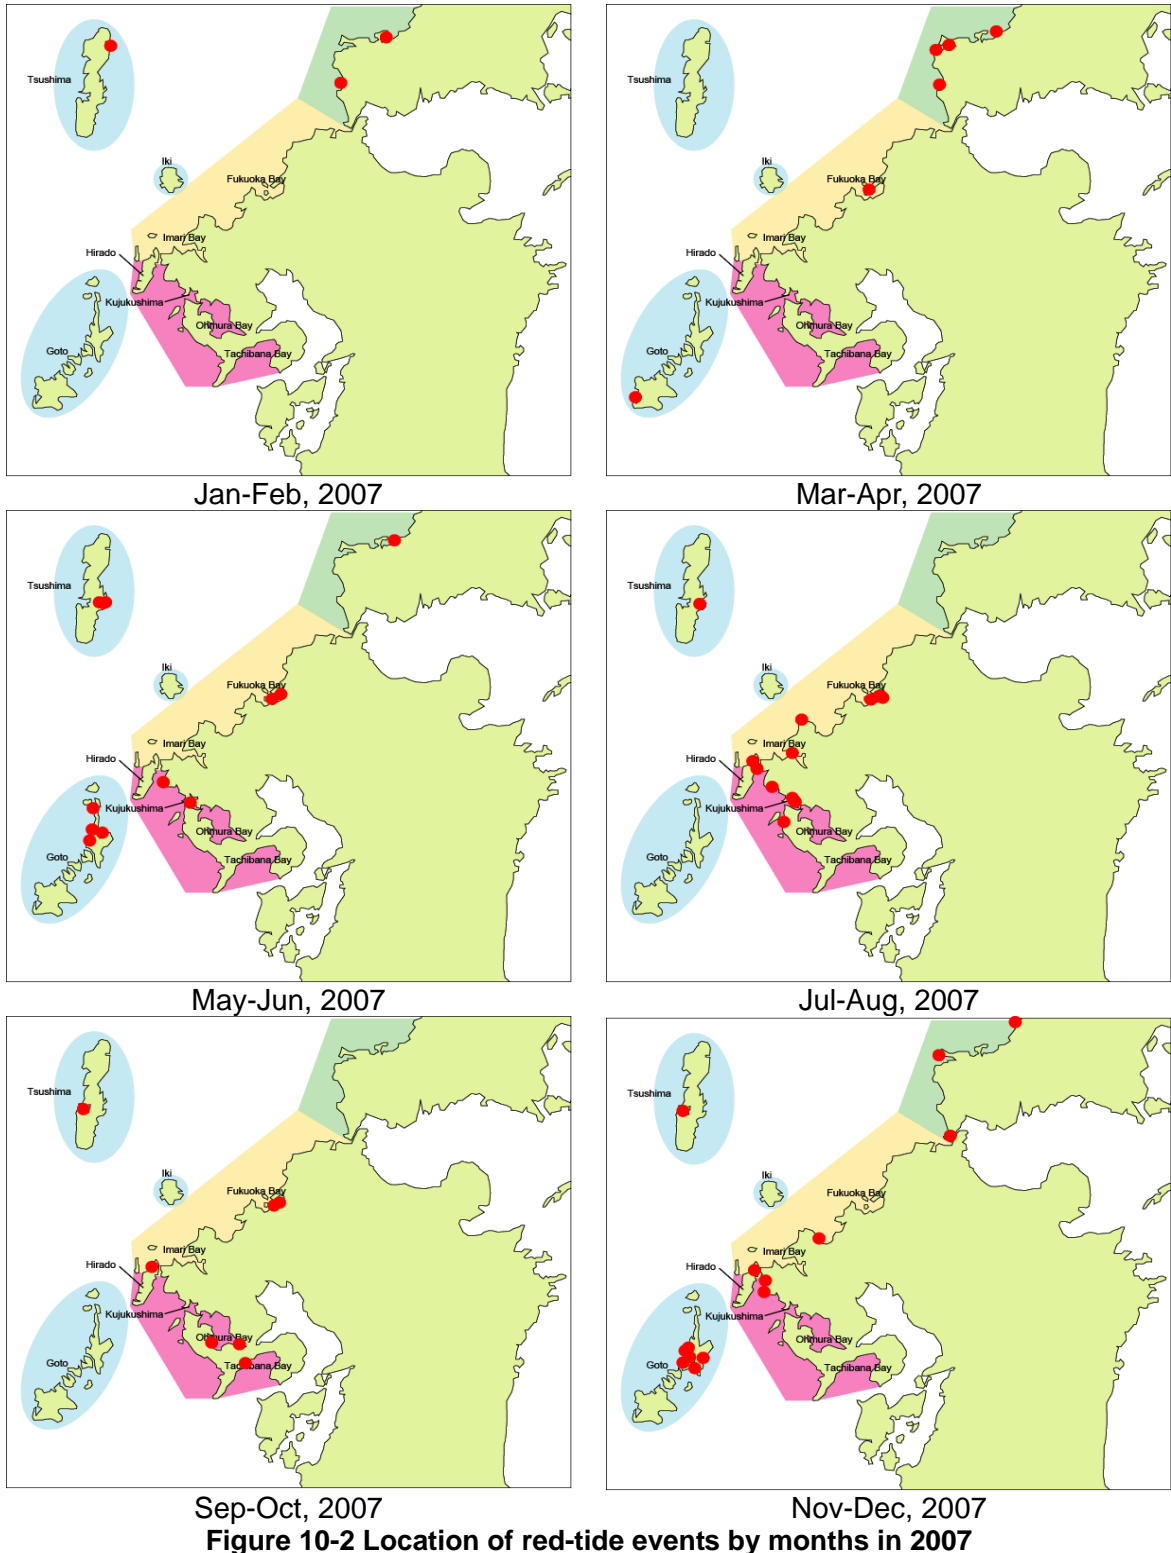 Tsushima
Iki
Fukuoka Bay
Imari Bay
Hirado
Kujukushima
Ohmura Bay
Goto
Tachibana Bay
Jan-Feb, 2007
Tsushima
Iki
Fukuoka Bay
Imari Bay
Hirado
Kujukushima
Ohmura Bay
Goto
Tachibana Bay
Mar-Apr, 2007
Tsushima
Iki
Fukuoka Bay
Imari Bay
Hirado
Kujukushima
Ohmura Bay
Goto
Tachibana Bay
May-Jun, 2007
Tsushima
Iki
Fukuoka Bay
Imari Bay
Hirado
Kujukushima
Ohmura Bay
Goto
Tachibana Bay
Jul-Aug, 2007
Tsushima
Iki
Fukuoka Bay
Imari Bay
Hirado
Kujukushima
Ohmura Bay
Goto
Tachibana Bay
Sep-Oct, 2007
Tsushima
Iki
Fukuoka Bay
Imari Bay
Hirado
Kujukushima
Ohmura Bay
Goto
Tachibana Bay
Nov-Dec, 2007
Figure 10-2 Location of red-tide events by months in 2007